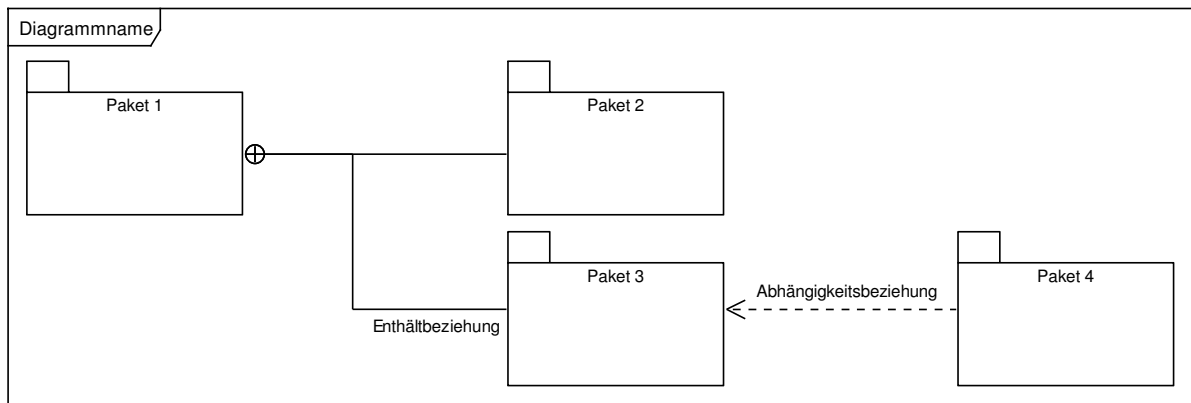 Diagrammname
Paket 1
Paket 2
Paket 3
Paket 4
Abhängigkeitsbeziehung
Enthältbeziehung